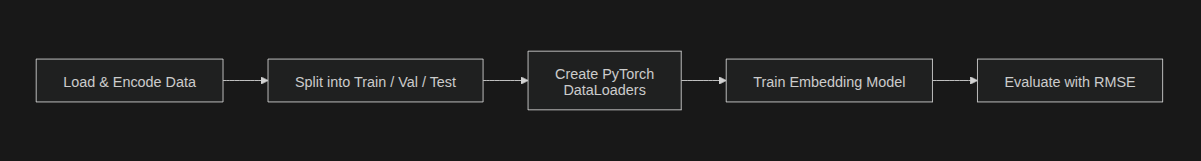 Load & Encode Data
Split into Train / Val / Test
Create PyTorch
DataLoaders
Train Embedding Model
Evaluate with RMSE